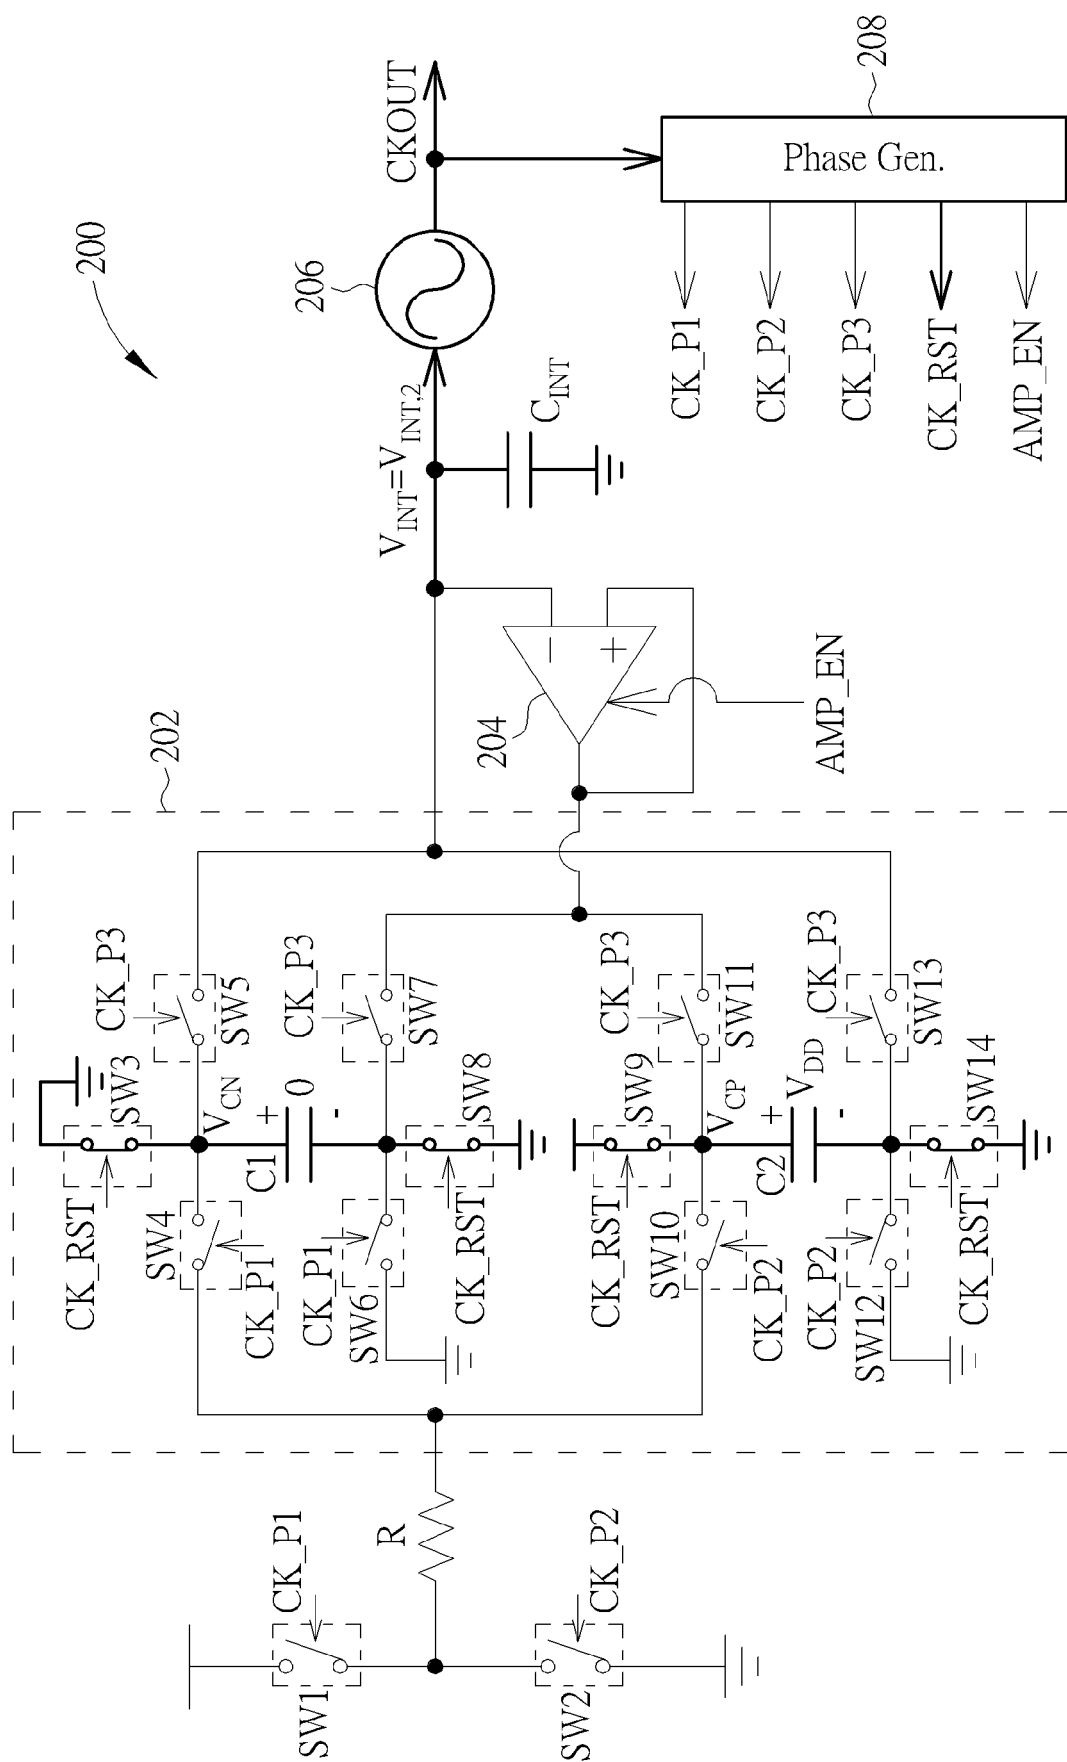 200
202
SW1
CK_P1
SW2
CK_P2
R
CK_RST
SW3
SW4
CK_P1
V_CN
C1
+
0
-
CK_P3
SW5
CK_P1
SW6
CK_RST
SW8
CK_P3
SW7
CK_RST
SW9
SW10
CK_P2
V_CP
C2
+
V_DD
-
CK_P3
SW11
CK_P2
SW12
CK_RST
SW14
CK_P3
SW13
204
−
+
AMP_EN
V_INT=V_INT,2
C_INT
206
CKOUT
208
Phase Gen.
CK_P1
CK_P2
CK_P3
CK_RST
AMP_EN